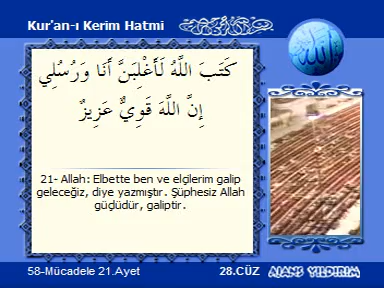 Kur'an-ı Kerim Hatmi
كَتَبَ اللَّهُ لَأَغْلِبَنَّ أَنَا وَرُسُلِي
إِنَّ اللَّهَ قَوِيٌّ عَزِيزٌ
21- Allah: Elbette ben ve elçilerim galip
geleceğiz, diye yazmıştır. Şüphesiz Allah
güçlüdür, galiptir.
الله
58-Mücadele 21.Ayet
28.CÜZ
AJANS YILDIRIM